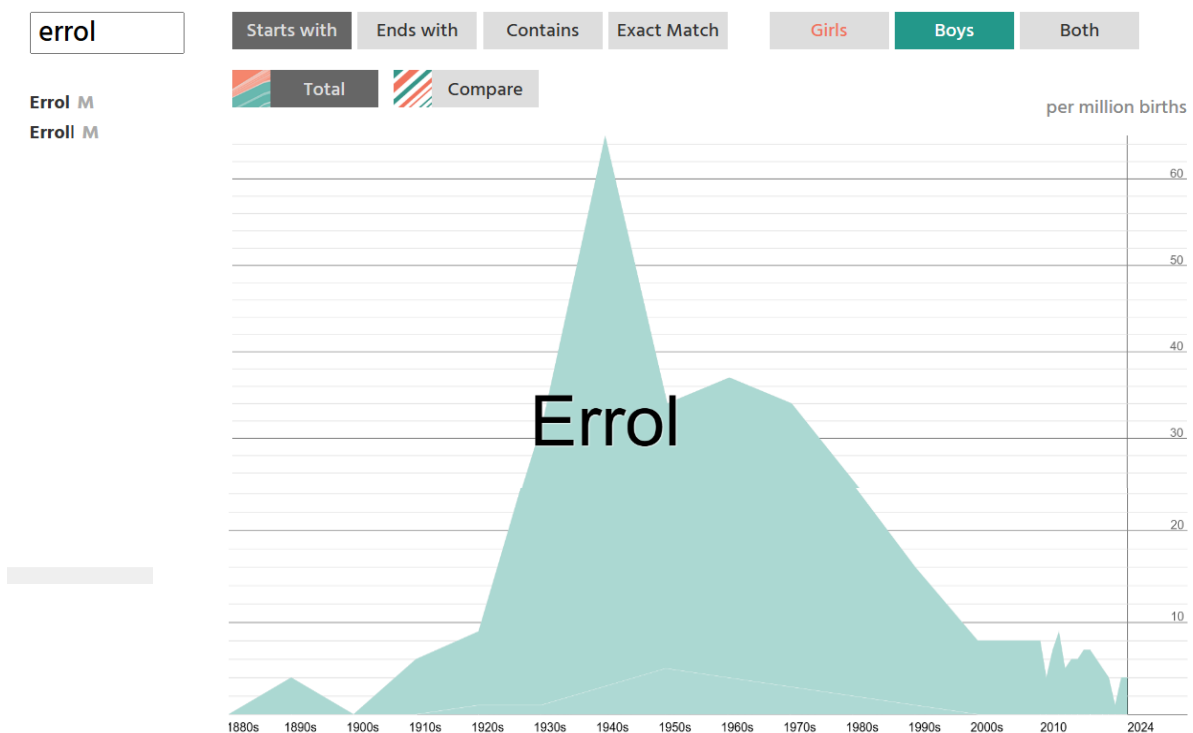 errol
Starts with Ends with Contains Exact Match Girls Boys Both
Total Compare
Errol M
Erroll M
per million births
60
50
40
Errol
30
20
10
1880s 1890s 1900s 1910s 1920s 1930s 1940s 1950s 1960s 1970s 1980s 1990s 2000s 2010 2024